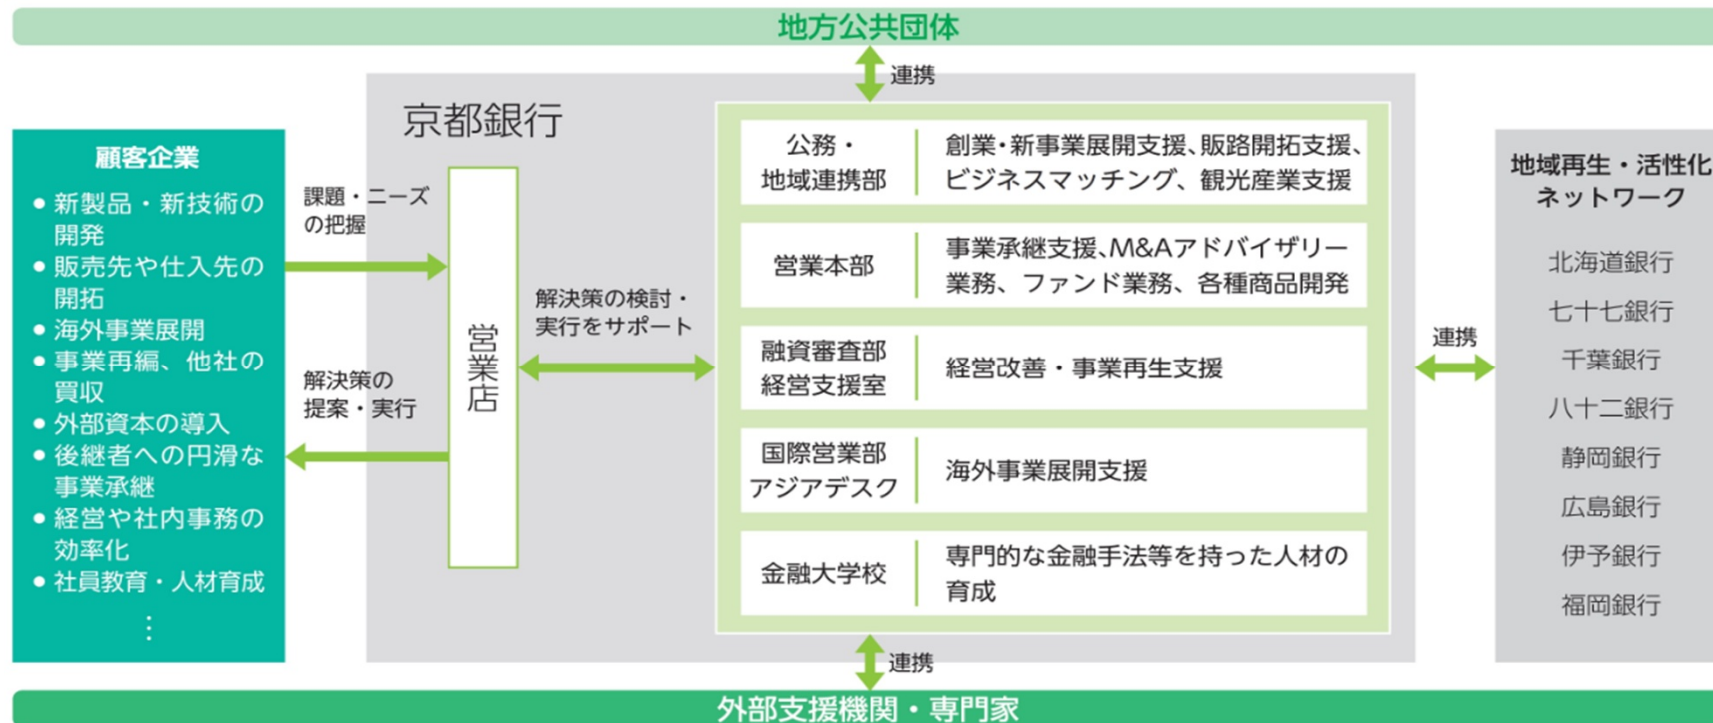 地方公共団体
連携
京都銀行
顧客企業
● 新製品・新技術の
開発
● 販売先や仕入先の
開拓
● 海外事業展開
● 事業再編、他社の
買収
● 外部資本の導入
● 後継者への円滑な
事業承継
● 経営や社内事務の
効率化
● 社員教育・人材育成
⋮
課題・ニーズ
の把握
解決策の
提案・実行
営業店
解決策の検討・
実行をサポート
公務・
地域連携部
創業・新事業展開支援、販路開拓支援、
ビジネスマッチング、観光産業支援
営業本部
事業承継支援、M&Aアドバイザリー
業務、ファンド業務、各種商品開発
融資審査部
経営支援室
経営改善・事業再生支援
国際営業部
アジアデスク
海外事業展開支援
金融大学校
専門的な金融手法等を持った人材の
育成
連携
地域再生・活性化
ネットワーク
北海道銀行
七十七銀行
千葉銀行
八十二銀行
静岡銀行
広島銀行
伊予銀行
福岡銀行
連携
外部支援機関・専門家